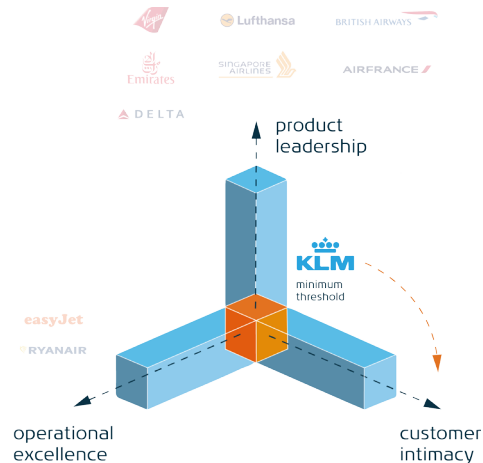 Virgin
Lufthansa
BRITISH AIRWAYS
Emirates
SINGAPORE
AIRLINES
AIRFRANCE
DELTA
product
leadership
KLM
minimum
threshold
easyJet
RYANAIR
operational
excellence
customer
intimacy